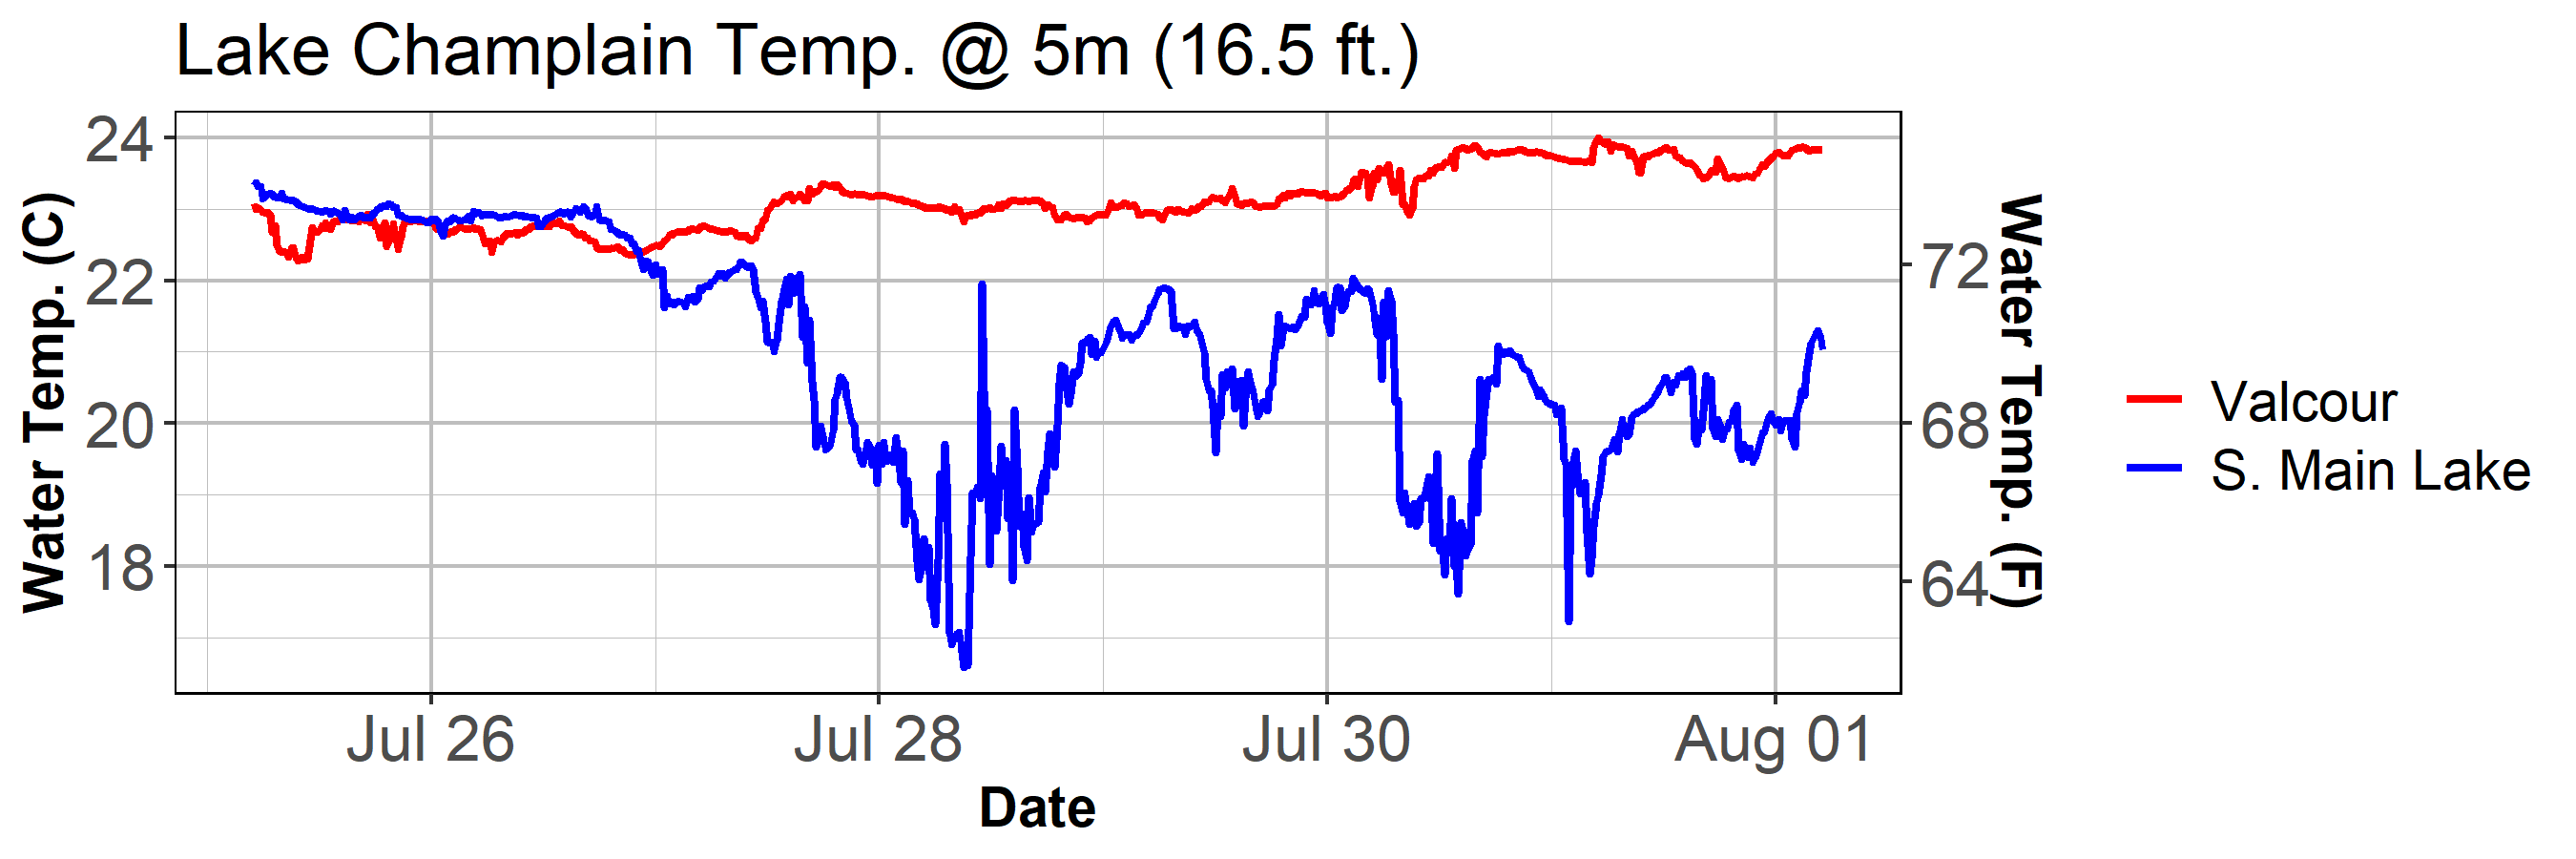 Lake Champlain Temp. @ 5m (16.5 ft.)
Water Temp. (C)
24
22
20
18
Water Temp. (F)
72
68
64
Jul 26
Jul 28
Jul 30
Aug 01
Date
Valcour
S. Main Lake